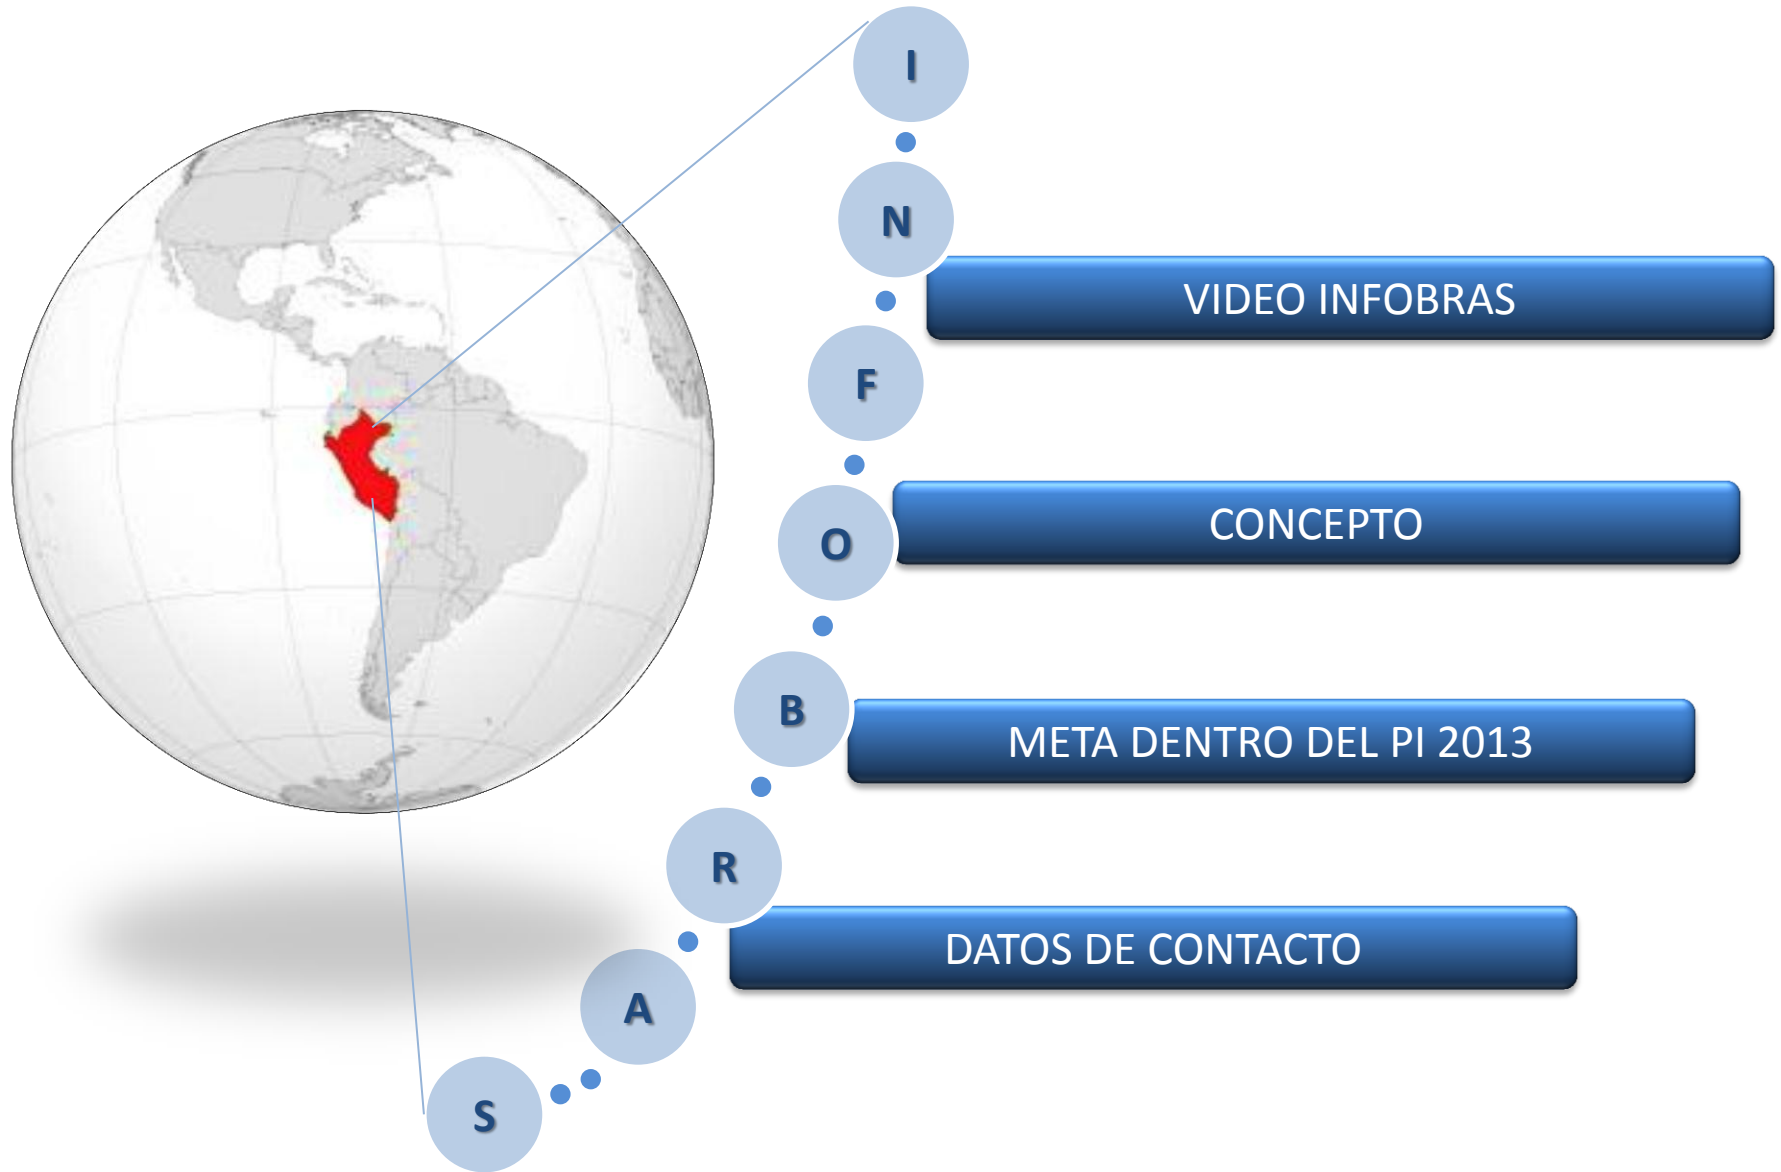 I
N
VIDEO INFOBRAS
F
O
CONCEPTO
B
META DENTRO DEL PI 2013
R
DATOS DE CONTACTO
A
S